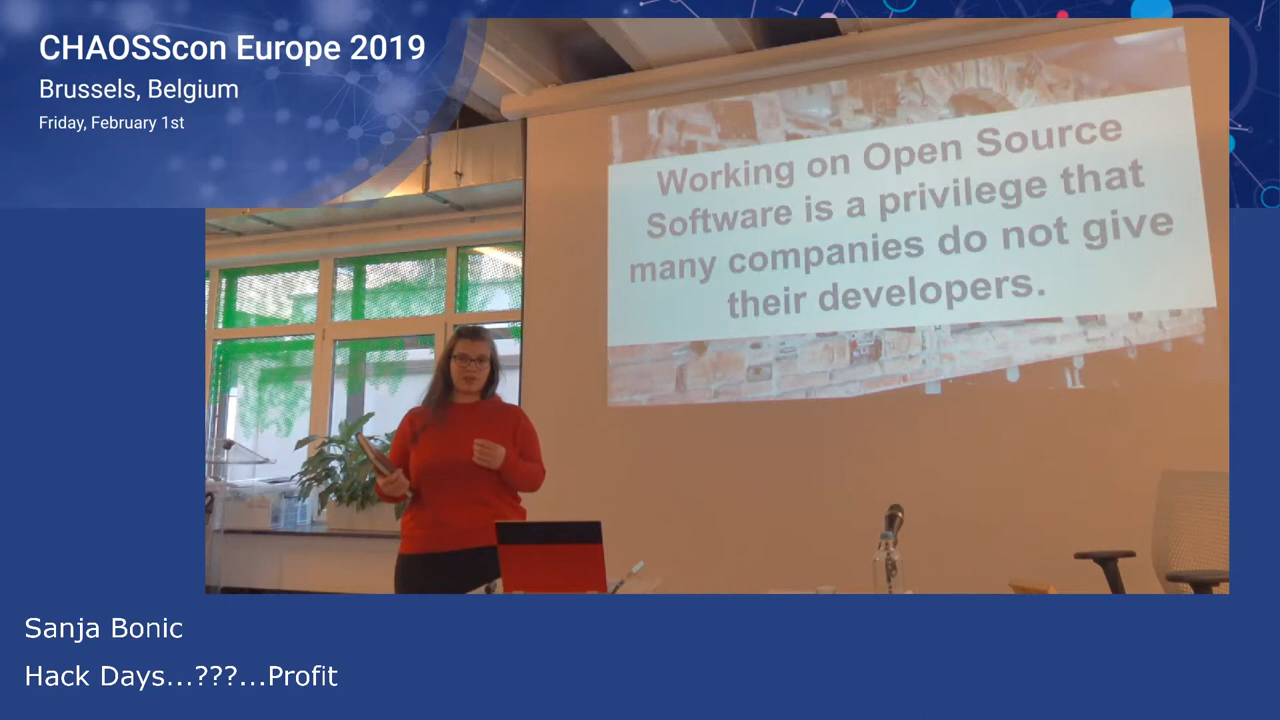 CHAOSScon Europe 2019
Brussels, Belgium
Friday, February 1st
Working on Open Source
Software is a privilege that
many companies do not give
their developers.
Sanja Bonic
Hack Days...???...Profit